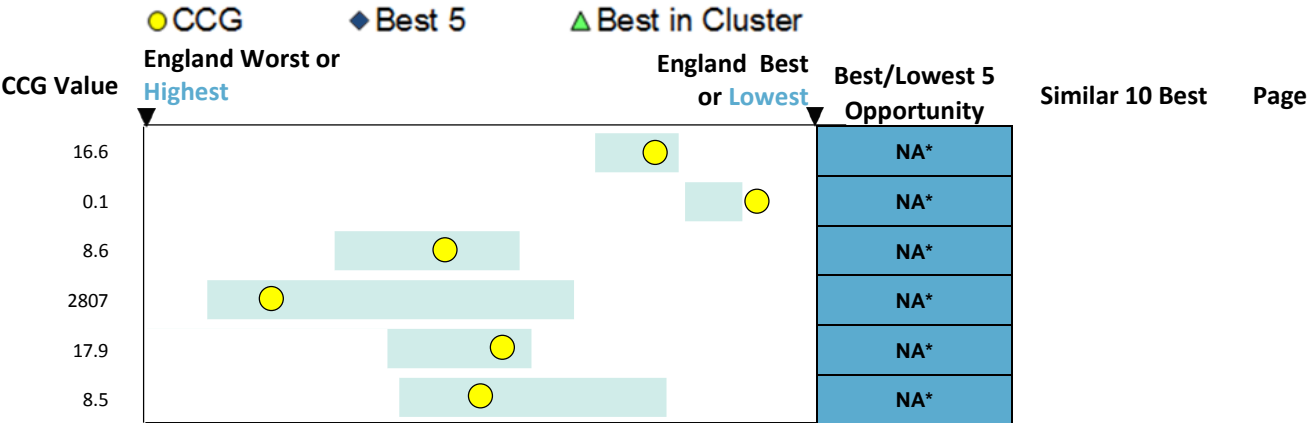 CCG Best 5 Best in Cluster
CCG Value
England Worst or
Highest
England Best
or Lowest
Best/Lowest 5
Opportunity
Similar 10 Best
Page
16.6 NA*
0.1 NA*
8.6 NA*
2807 NA*
17.9 NA*
8.5 NA*